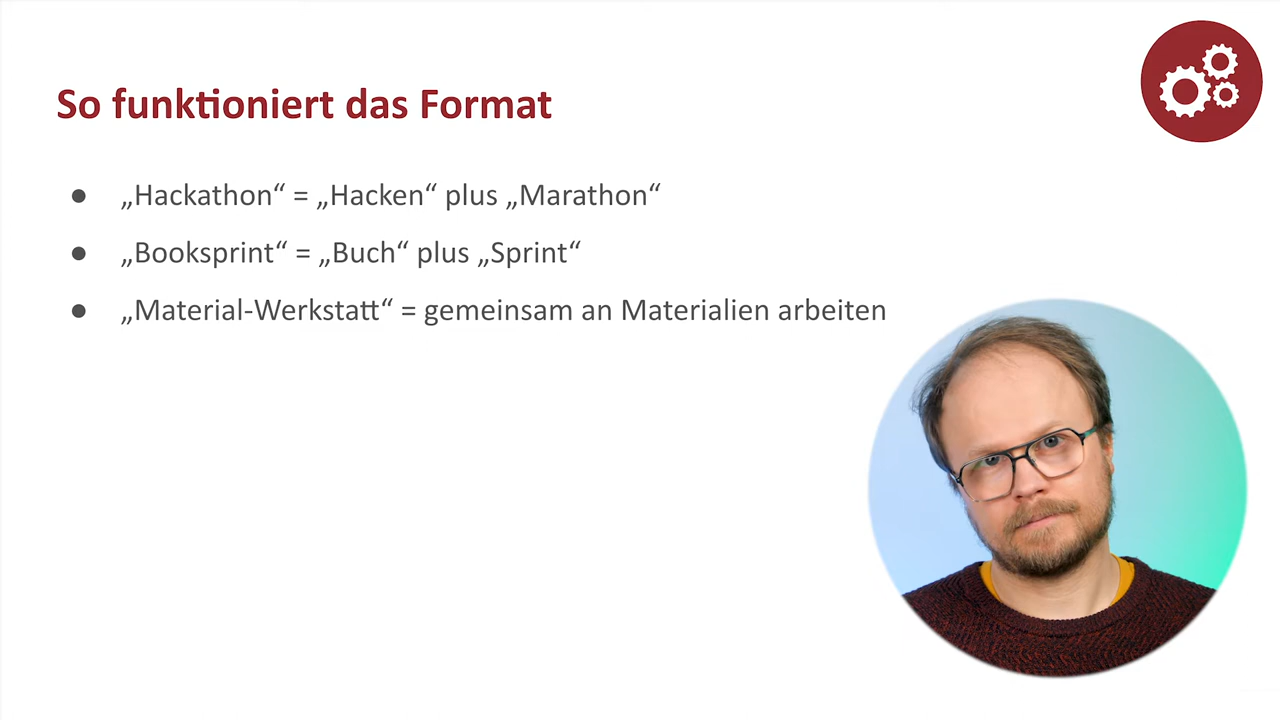 So funktioniert das Format
● „Hackathon“ = „Hacken“ plus „Marathon“
● „Booksprint“ = „Buch“ plus „Sprint“
● „Material-Werkstatt“ = gemeinsam an Materialien arbeiten